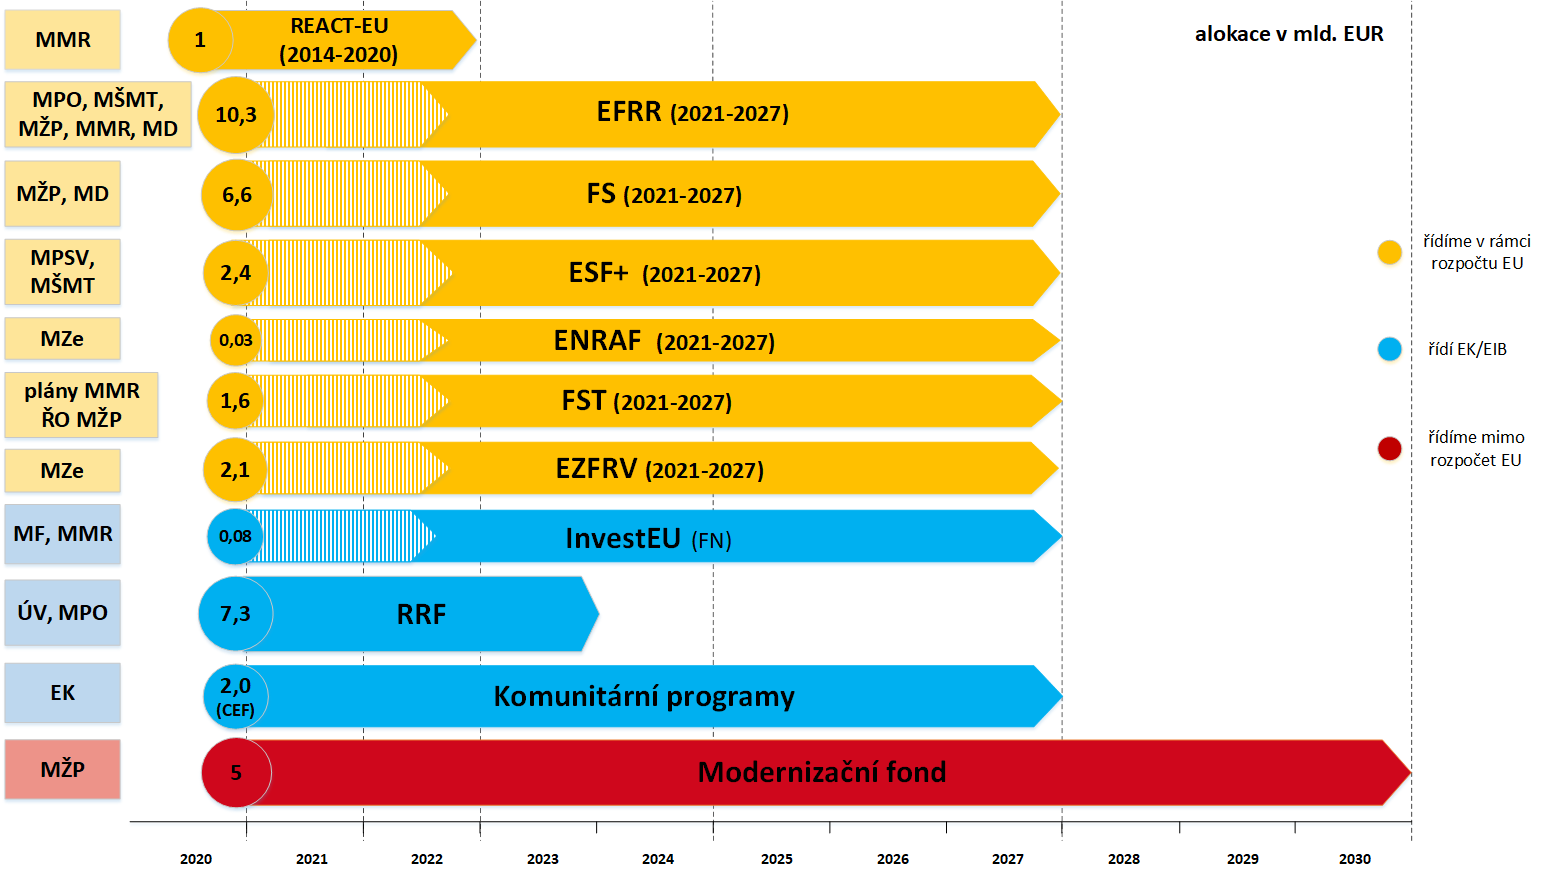 alokace v mld. EUR
MMR
1
REACT-EU
(2014-2020)
MPO, MŠMT,
MŽP, MMR, MD
10,3
EFRR (2021-2027)
MŽP, MD
6,6
FS (2021-2027)
MPSV,
MŠMT
2,4
ESF+ (2021-2027)
MZe
0,03
ENRAF (2021-2027)
plány MMR
ŘO MŽP
1,6
FST (2021-2027)
MZe
2,1
EZFRV (2021-2027)
MF, MMR
0,08
InvestEU (FN)
ÚV, MPO
7,3
RRF
EK
2,0
(CEF)
Komunitární programy
MŽP
5
Modernizační fond
řídíme v rámci
rozpočtu EU
řídí EK/EIB
řídíme mimo
rozpočet EU
2020 2021 2022 2023 2024 2025 2026 2027 2028 2029 2030